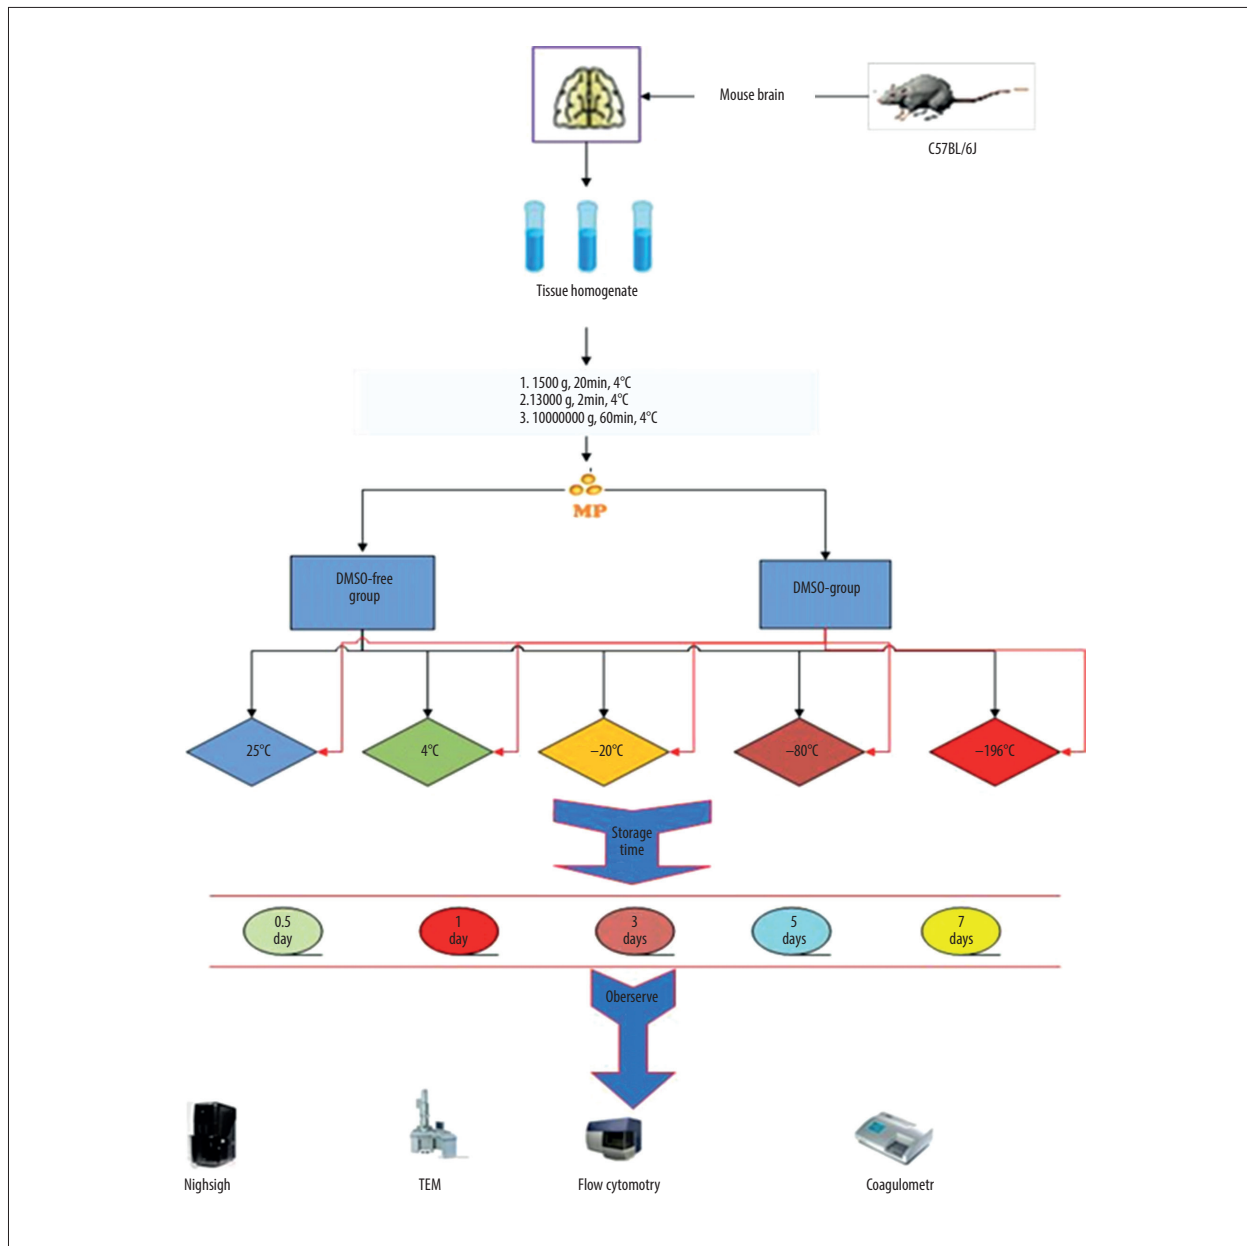 Mouse brain
C57BL/6J
Tissue homogenate
1. 1500 g, 20min, 4°C
2.13000 g, 2min, 4°C
3. 10000000 g, 60min, 4°C
MP
DMSO-free
group
DMSO-group
25°C
4°C
–20°C
–80°C
–196°C
Storage
time
0.5
day
1
day
3
days
5
days
7
days
Oberserve
Nighsigh
TEM
Flow cytomotry
Coagulometr